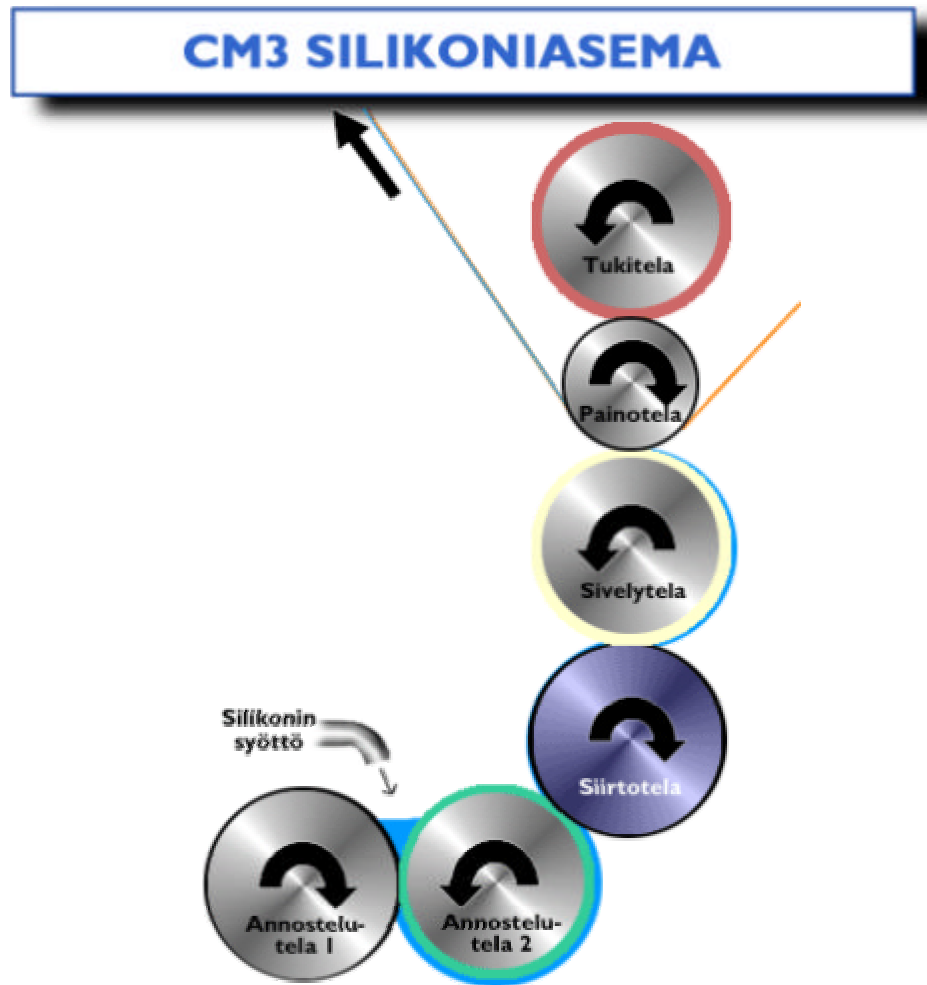 CM3 SILIKONIASEMA
Tukitela
Painotela
Sivelytela
Siirtotela
Silikonin
syöttö
Annostelu-
tela 1
Annostelu-
tela 2